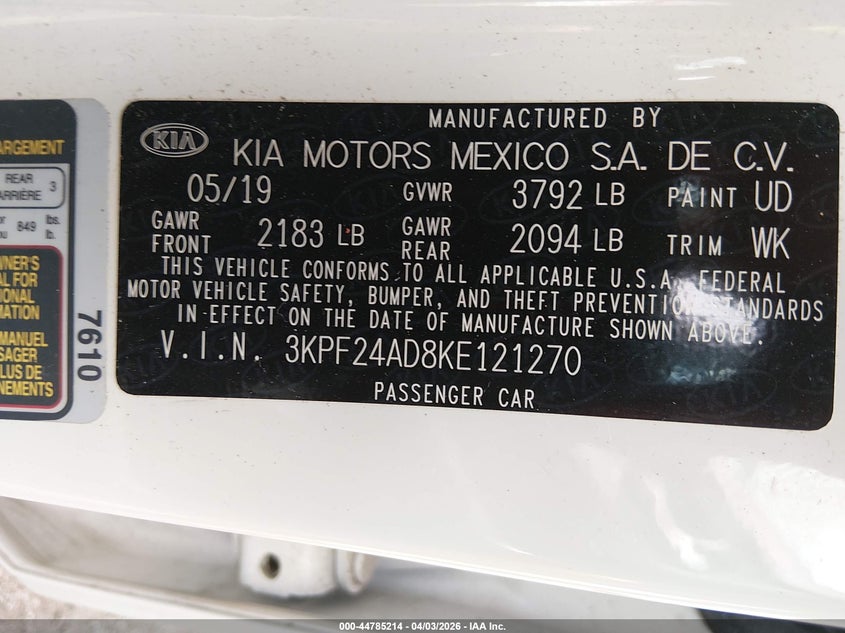 MANUFACTURED BY
KIA KIA MOTORS MEXICO S.A. DE C.V.
05/19 GVWR 3792 LB PAINT UD
GAWR FRONT 2183 LB GAWR REAR 2094 LB TRIM WK
THIS VEHICLE CONFORMS TO ALL APPLICABLE U.S.A. FEDERAL
MOTOR VEHICLE SAFETY, BUMPER, AND THEFT PREVENTION STANDARDS
IN EFFECT ON THE DATE OF MANUFACTURE SHOWN ABOVE.
V.I.N. 3KPF24AD8KE121270
PASSENGER CAR
REAR 3
849 lbs.
lb.
7610
000-44785214 - 04/03/2026 - IAA Inc.